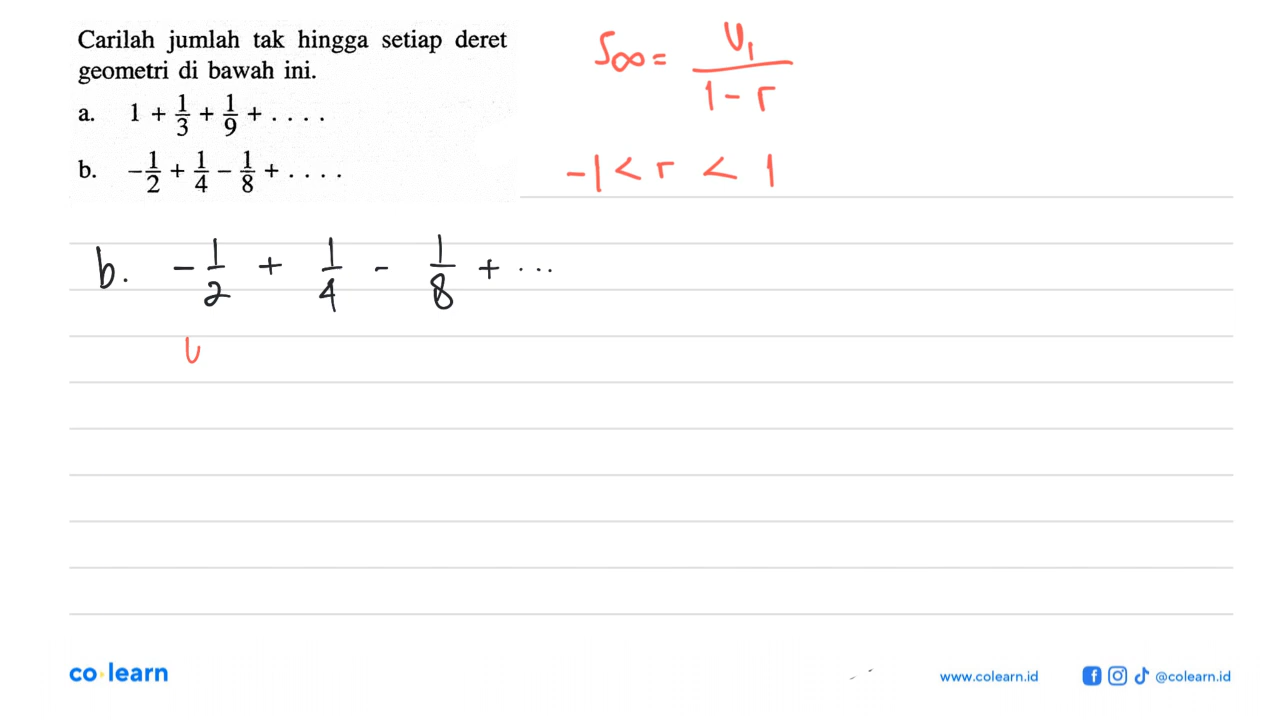 Carilah jumlah tak hingga setiap deret
geometri di bawah ini.
a. 1 + 1/3 + 1/9 + . . . .
b. -1/2 + 1/4 - 1/8 + . . . .
S∞ = U₁/(1 - r)
-1 < r < 1
b. -1/2 + 1/4 - 1/8 + ...
U
co learn
www.colearn.id
@colearn.id